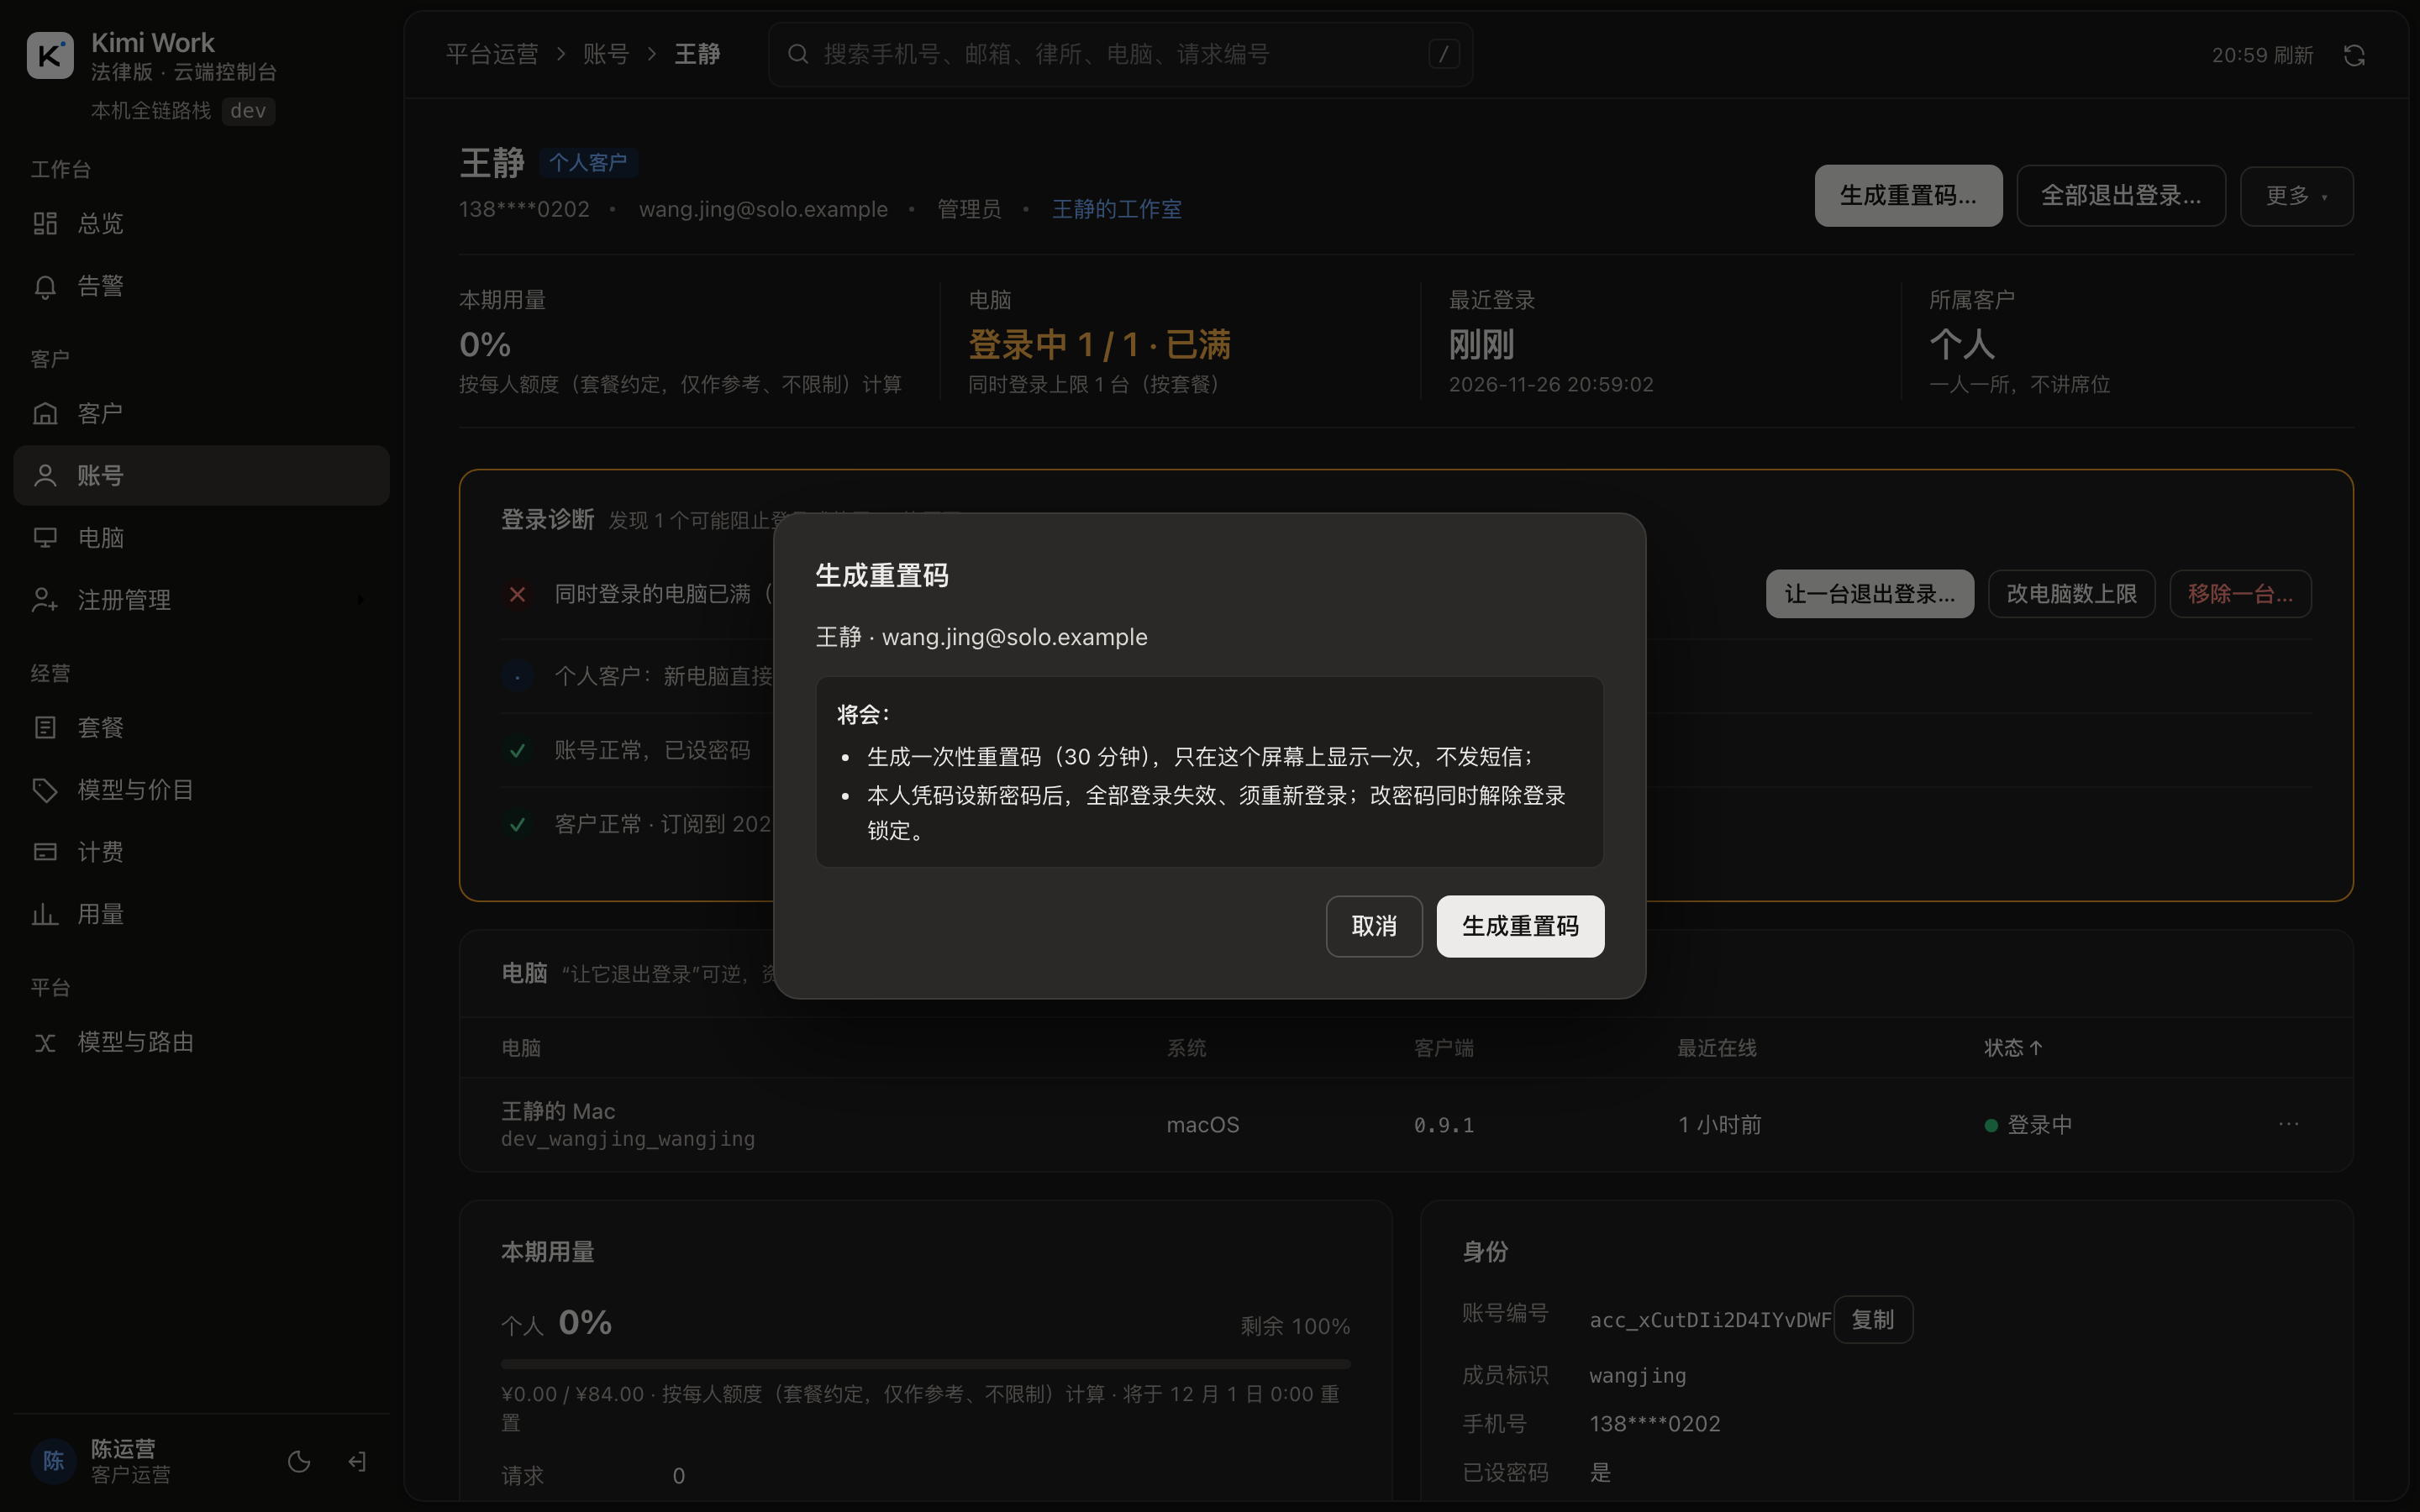 Kimi Work
法律版 · 云端控制台
本机全链路栈 dev
工作台
总览
告警
客户
客户
账号
电脑
注册管理
经营
套餐
模型与价目
计费
用量
平台
模型与路由
陈 陈运营
客户运营
平台运营 > 账号 > 王静
搜索手机号、邮箱、律所、电脑、请求编号 /
20:59 刷新
王静 个人客户
138****0202 • wang.jing@solo.example • 管理员 • 王静的工作室
生成重置码... 全部退出登录... 更多
本期用量
0%
按每人额度（套餐约定，仅作参考、不限制）计算
电脑
登录中 1 / 1 · 已满
同时登录上限 1 台（按套餐）
最近登录
刚刚
2026-11-26 20:59:02
所属客户
个人
一人一所，不讲席位
登录诊断 发现 1 个可能阻止登
同时登录的电脑已满（
让一台退出登录... 改电脑数上限 移除一台...
个人客户：新电脑直接
账号正常，已设密码
客户正常 · 订阅到 202
生成重置码
王静 · wang.jing@solo.example
将会：
• 生成一次性重置码（30 分钟），只在这个屏幕上显示一次，不发短信；
• 本人凭码设新密码后，全部登录失效、须重新登录；改密码同时解除登录
锁定。
取消 生成重置码
电脑 “让它退出登录”可逆，
电脑 系统 客户端 最近在线 状态 ↑
王静的 Mac
dev_wangjing_wangjing
macOS 0.9.1 1 小时前 登录中 ...
本期用量
个人 0% 剩余 100%
¥0.00 / ¥84.00 · 按每人额度（套餐约定，仅作参考、不限制）计算 · 将于 12 月 1 日 0:00 重
置
请求 0
身份
账号编号 acc_xCutDIi2D4IYvDWF 复制
成员标识 wangjing
手机号 138****0202
已设密码 是